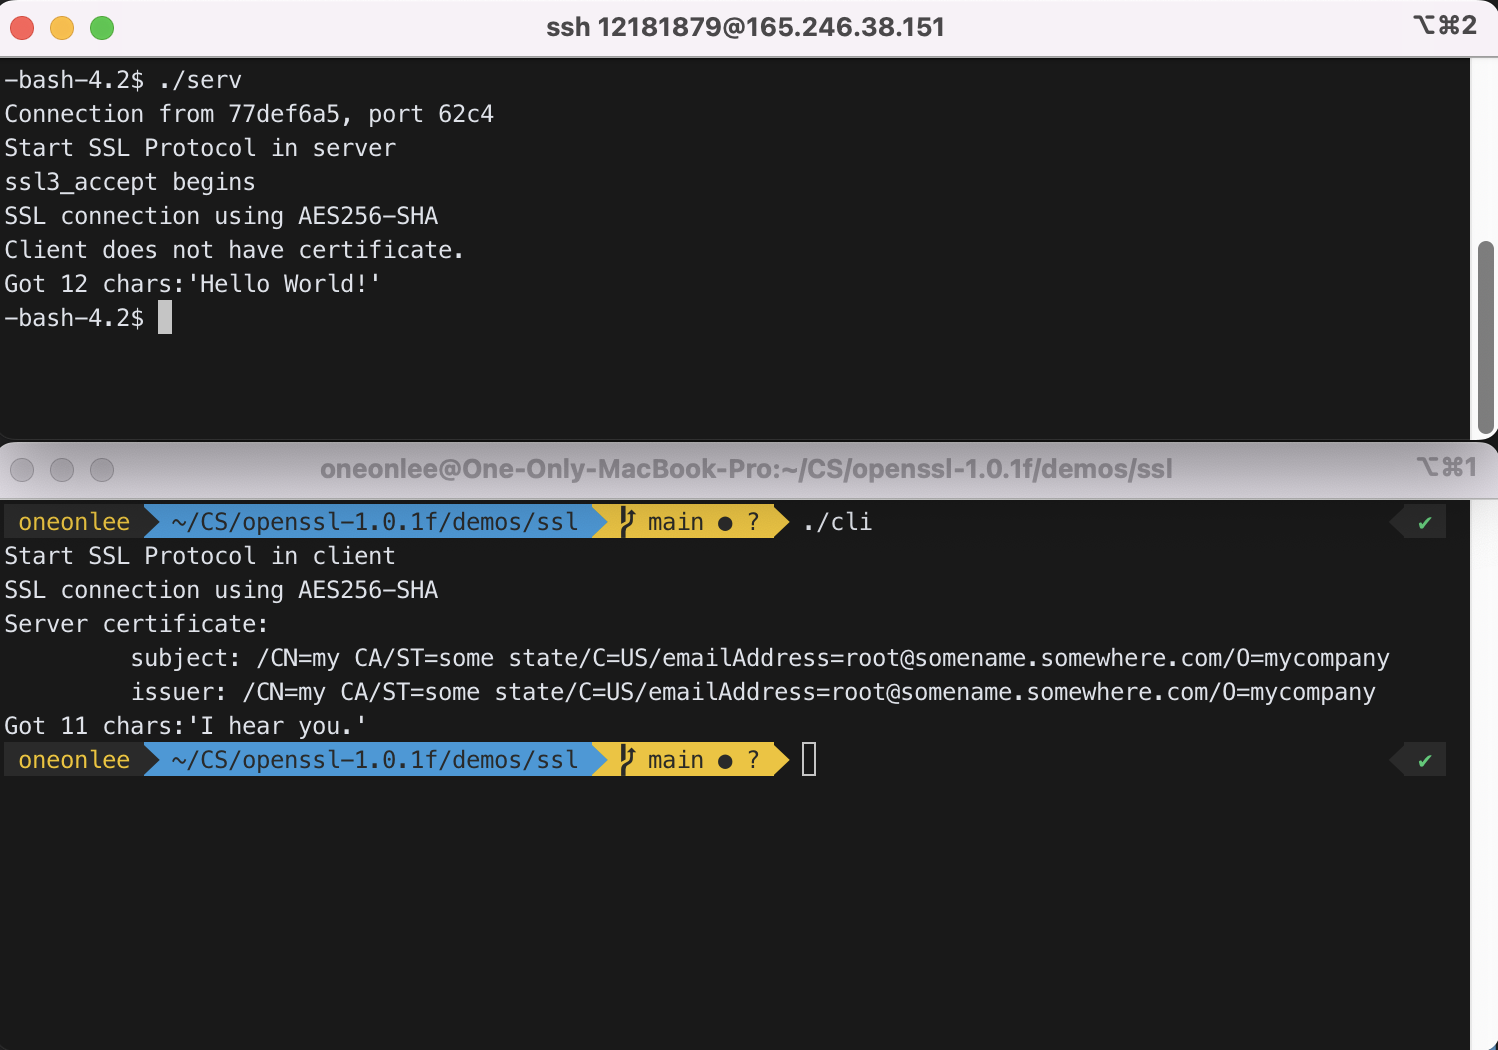 ssh 12181879@165.246.38.151 ⌥⌘2
-bash-4.2$ ./serv
Connection from 77def6a5, port 62c4
Start SSL Protocol in server
ssl3_accept begins
SSL connection using AES256-SHA
Client does not have certificate.
Got 12 chars:'Hello World!'
-bash-4.2$
oneonlee@One-Only-MacBook-Pro:~/CS/openssl-1.0.1f/demos/ssl ⌥⌘1
oneonlee ~/CS/openssl-1.0.1f/demos/ssl main ● ? ./cli ✔
Start SSL Protocol in client
SSL connection using AES256-SHA
Server certificate:
subject: /CN=my CA/ST=some state/C=US/emailAddress=root@somename.somewhere.com/O=mycompany
issuer: /CN=my CA/ST=some state/C=US/emailAddress=root@somename.somewhere.com/O=mycompany
Got 11 chars:'I hear you.'
oneonlee ~/CS/openssl-1.0.1f/demos/ssl main ● ? ✔